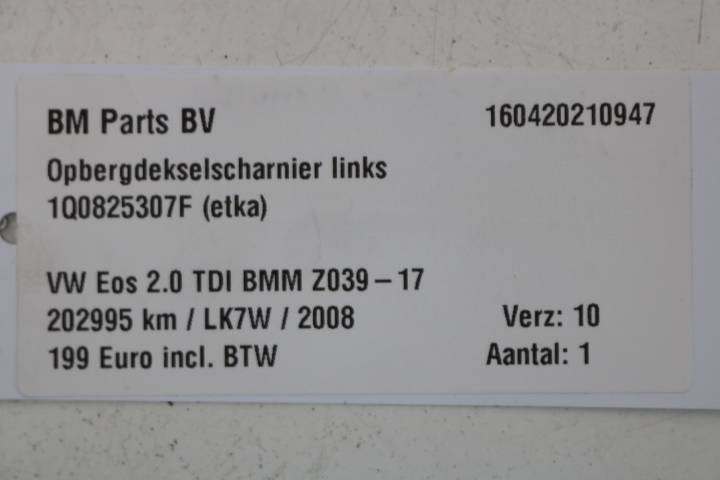 BM Parts BV 160420210947
Opbergdekselscharnier links
1Q0825307F (etka)
VW Eos 2.0 TDI BMM Z039-17
202995 km / LK7W / 2008 Verz: 10
199 Euro incl. BTW Aantal: 1